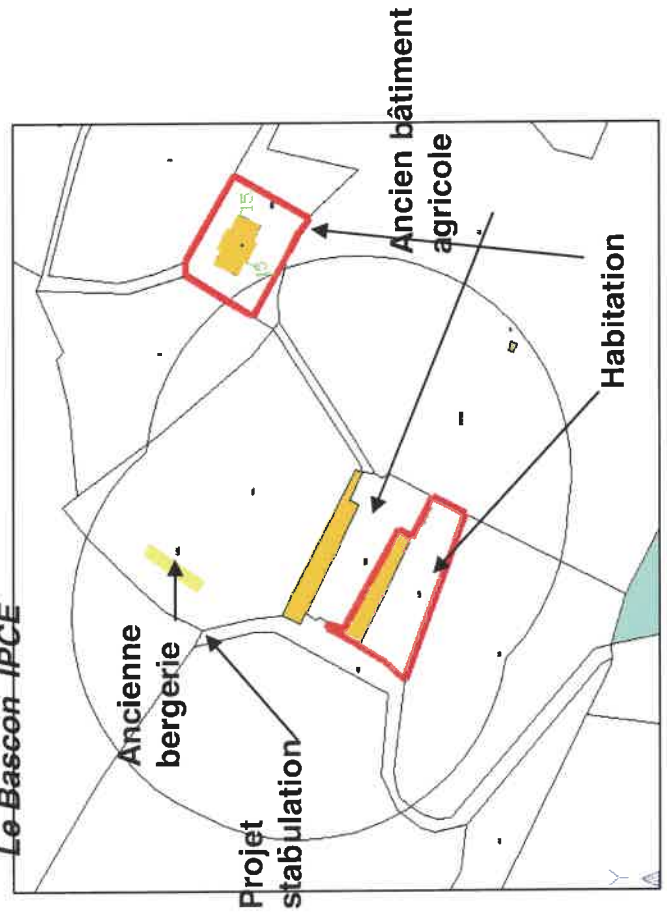 Le Bascon IPCE
Ancienne
bergerie
Projet
stabulation
Ancien bâtiment
agricole
Habitation
15
15
Y